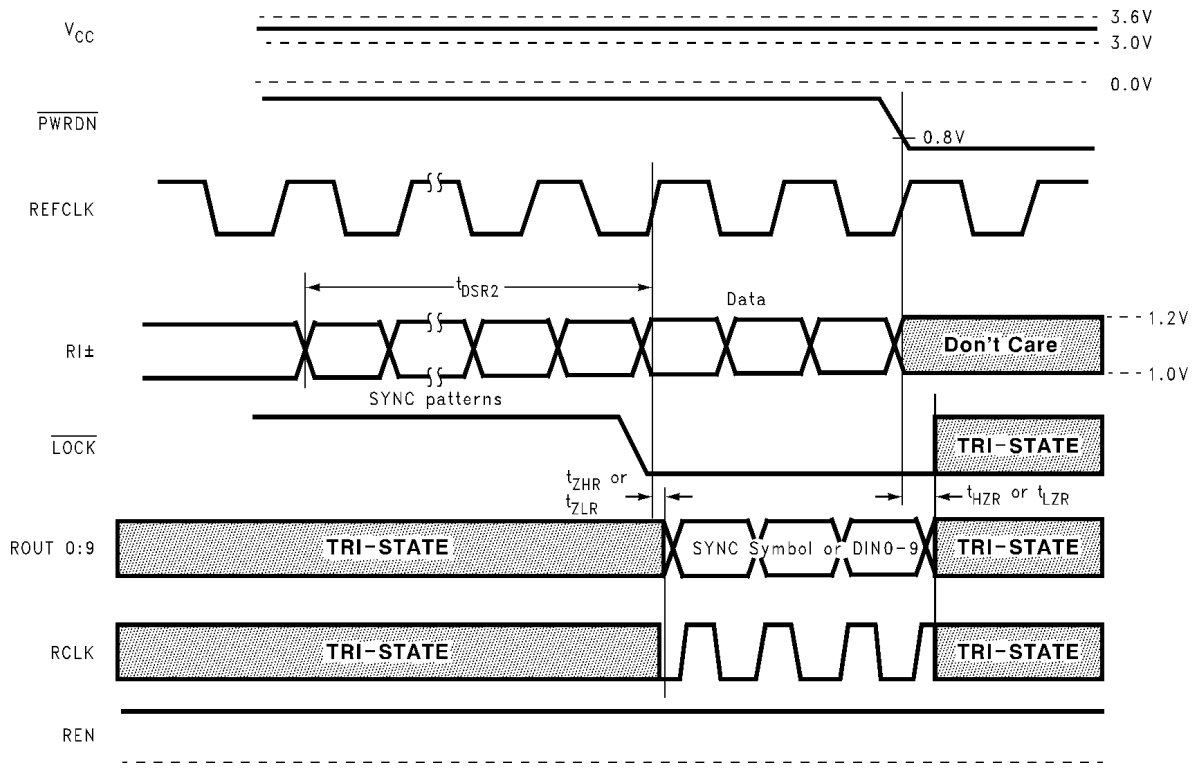 3.6V
VCC
3.0V
0.0V
PWRDN
0.8V
REFCLK
tDSR2
Data
1.2V
RI±
Don't Care
1.0V
SYNC patterns
LOCK
TRI-STATE
tZHR or
tZLR
tHZR or tLZR
ROUT 0:9
TRI-STATE
SYNC Symbol or DIN0-9
TRI-STATE
RCLK
TRI-STATE
TRI-STATE
REN